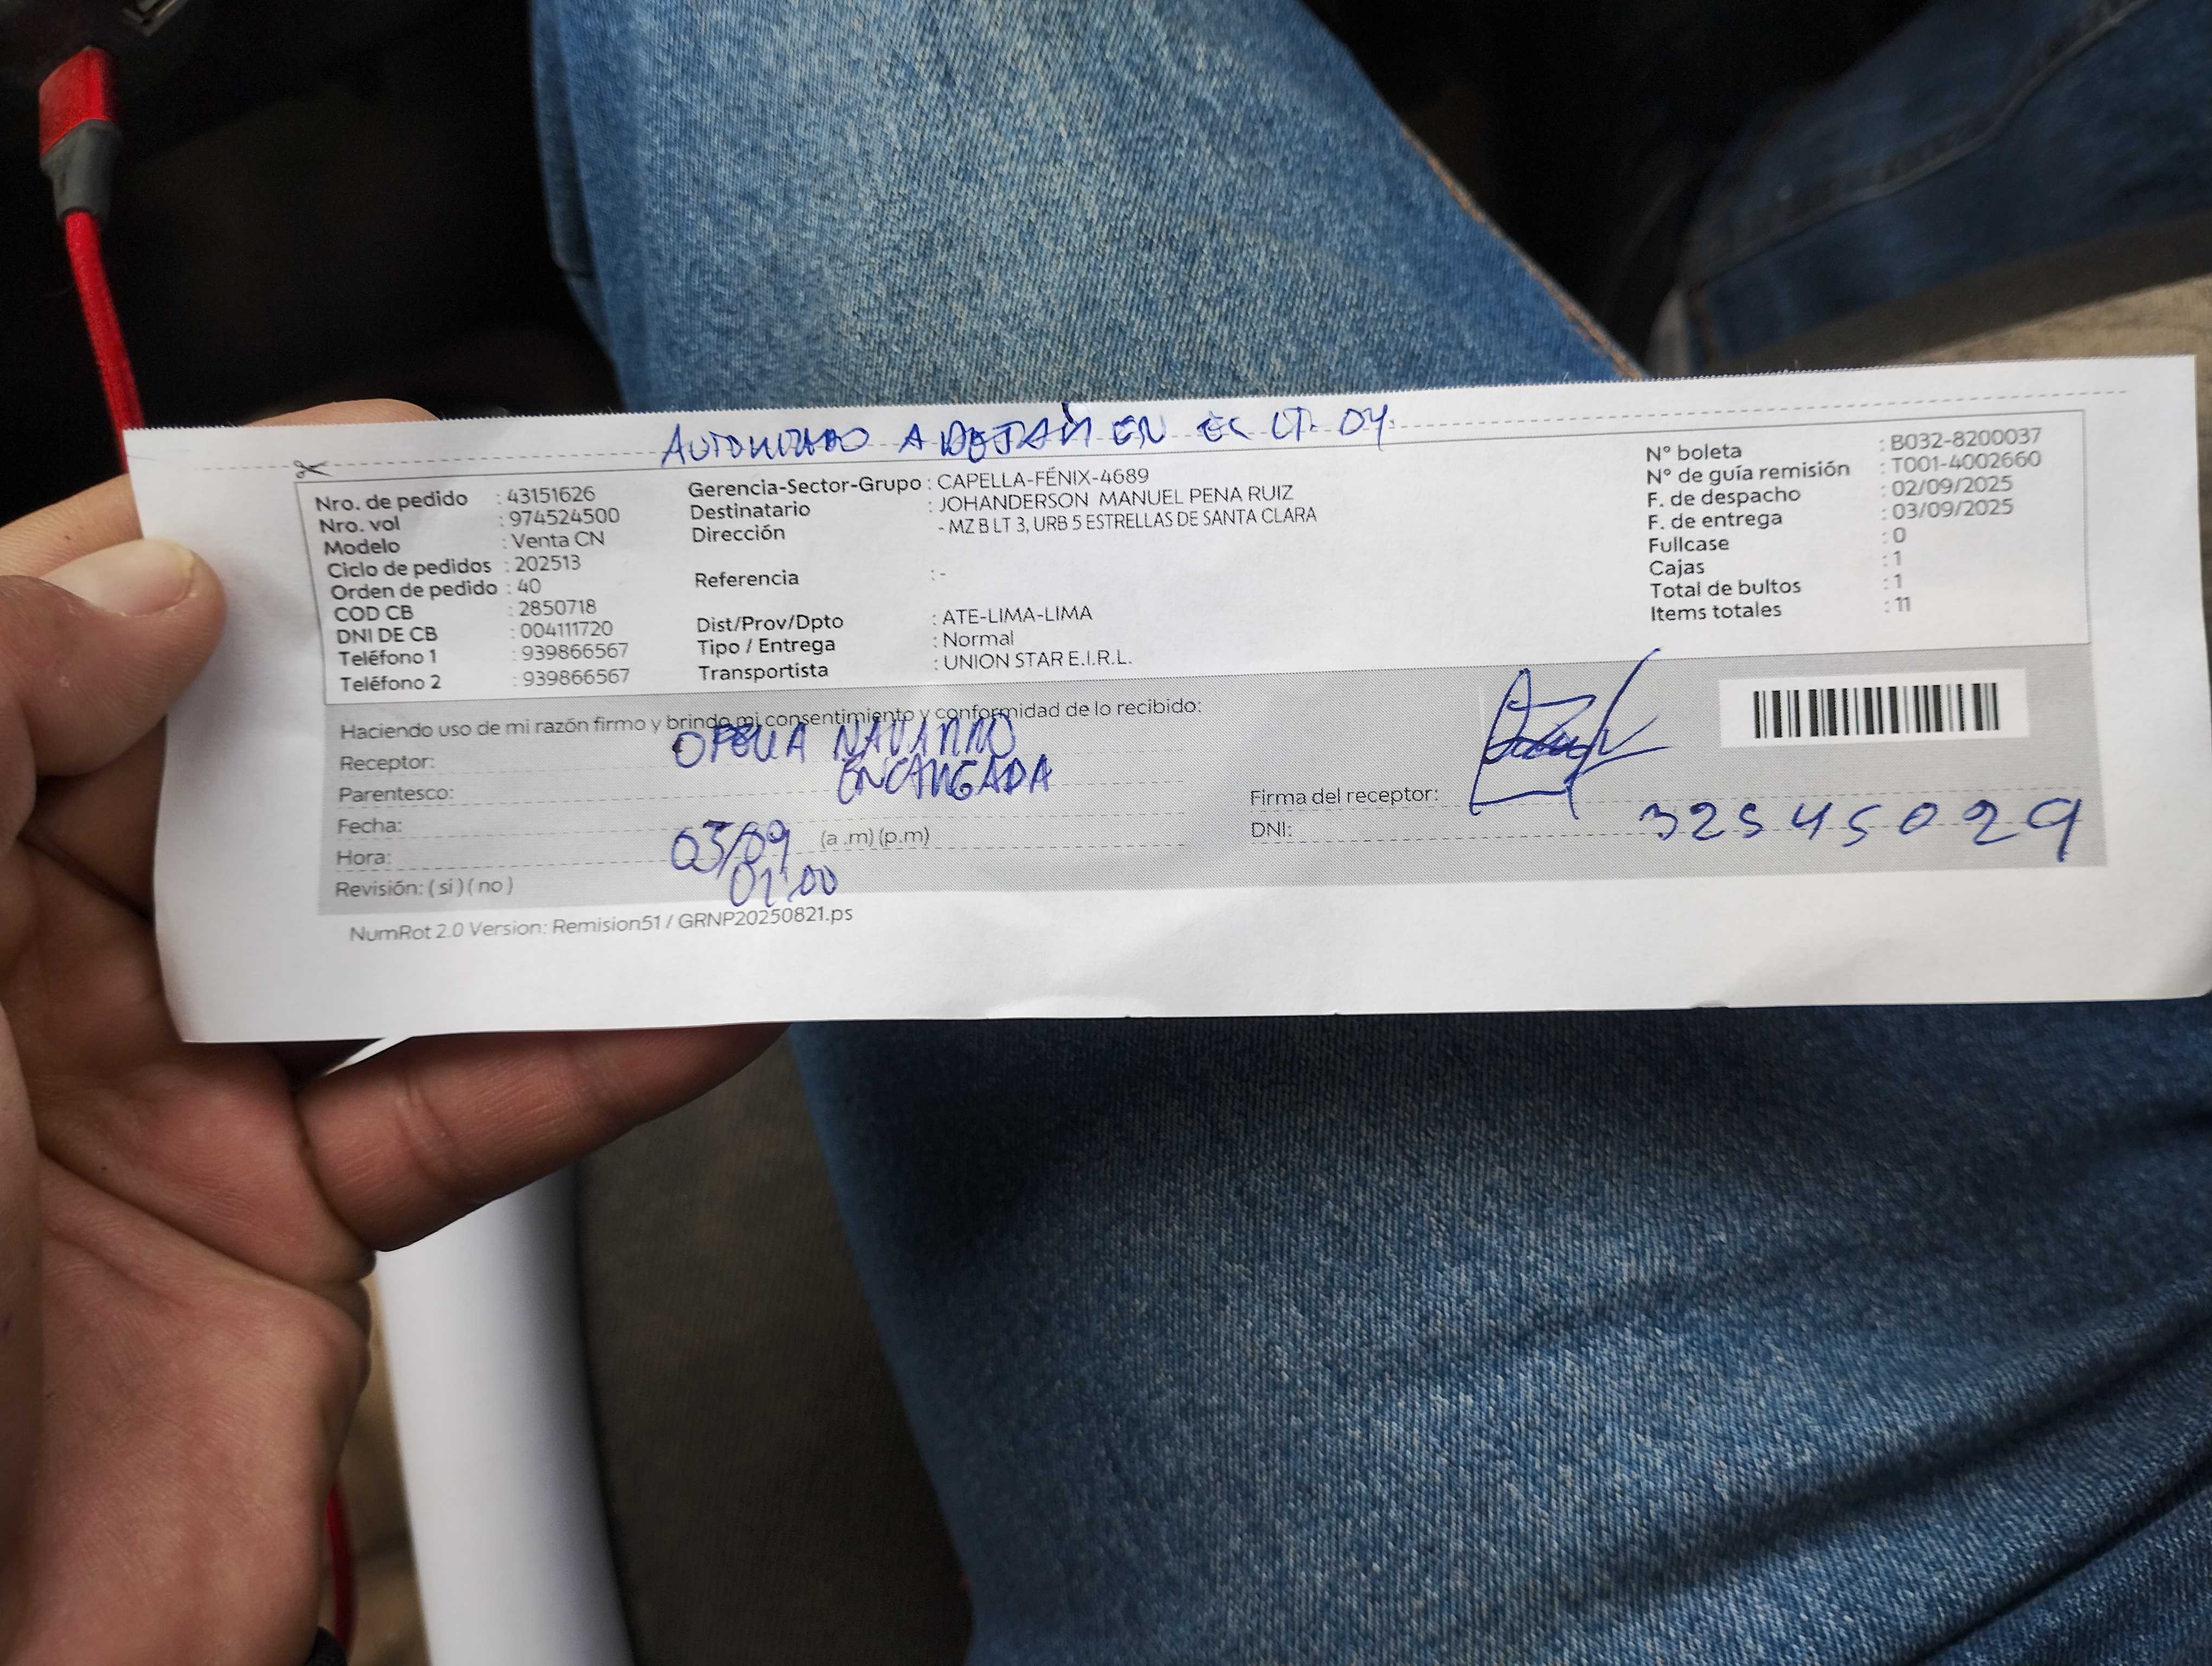 AUTORIZADO A DEJAR EN EL LT. 04.
Nro. de pedido : 43151626
Nro. vol : 974524500
Modelo : Venta CN
Ciclo de pedidos : 202513
Orden de pedido : 40
COD CB : 2850718
DNI DE CB : 004111720
Teléfono 1 : 939866567
Teléfono 2 : 939866567
Gerencia-Sector-Grupo : CAPELLA-FÉNIX-4689
Destinatario : JOHANDERSON MANUEL PENA RUIZ
Dirección - MZ B LT 3, URB 5 ESTRELLAS DE SANTA CLARA
Referencia : -
Dist/Prov/Dpto : ATE-LIMA-LIMA
Tipo / Entrega : Normal
Transportista : UNION STAR E.I.R.L.
N° boleta : B032-8200037
N° de guía remisión : T001-4002660
F. de despacho : 02/09/2025
F. de entrega : 03/09/2025
Fullcase : 0
Cajas : 1
Total de bultos : 1
Items totales : 11
Haciendo uso de mi razón firmo y brindo mi consentimiento y conformidad de lo recibido:
Receptor: OFELIA NAVARRO
Parentesco: ENCARGADA
Fecha: 03/09
Hora: 01:00 (a .m) (p.m)
Revisión: ( si ) ( no )
Firma del receptor:
DNI: 32545029
NumRot 2.0 Version: Remision51 / GRNP20250821.ps